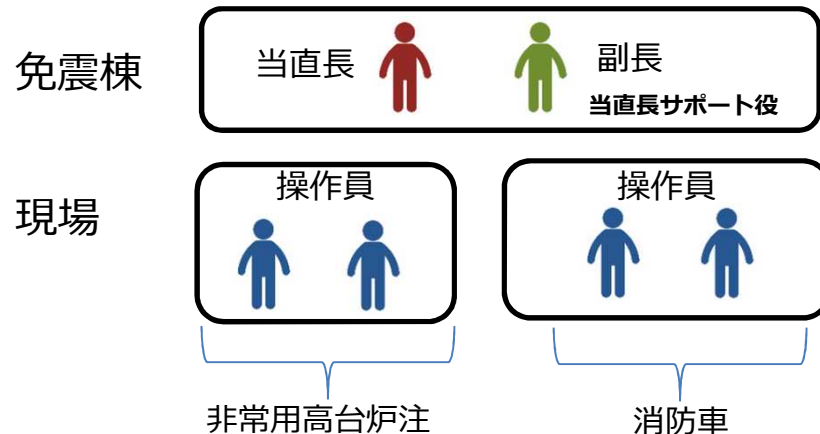 免震棟
当直長
副長
当直長サポート役
現場
操作員
操作員
非常用高台炉注
消防車